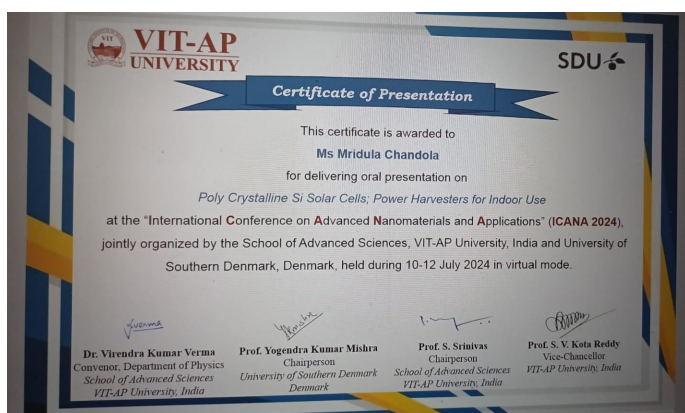 VIT
VIT-AP
UNIVERSITY
SDU
Certificate of Presentation
This certificate is awarded to
Ms Mridula Chandola
for delivering oral presentation on
Poly Crystalline Si Solar Cells; Power Harvesters for Indoor Use
at the “International Conference on Advanced Nanomaterials and Applications” (ICANA 2024),
jointly organized by the School of Advanced Sciences, VIT-AP University, India and University of
Southern Denmark, Denmark, held during 10-12 July 2024 in virtual mode.
Dr. Virendra Kumar Verma
Convenor, Department of Physics
School of Advanced Sciences
VIT-AP University, India
Prof. Yogendra Kumar Mishra
Chairperson
University of Southern Denmark
Denmark
Prof. S. Srinivas
Chairperson
School of Advanced Sciences
VIT-AP University, India
Prof. S. V. Kota Reddy
Vice-Chancellor
VIT-AP University, India